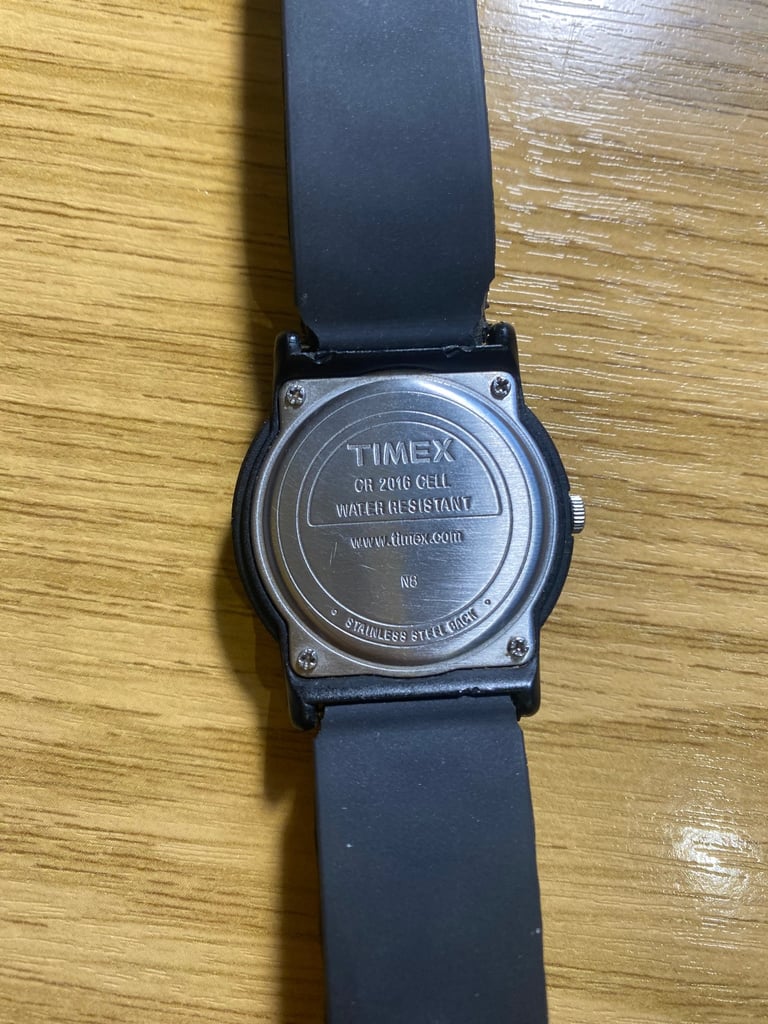 TIMEX
CR 2016 CELL
WATER RESISTANT
www.timex.com
N8
• STAINLESS STEEL BACK •